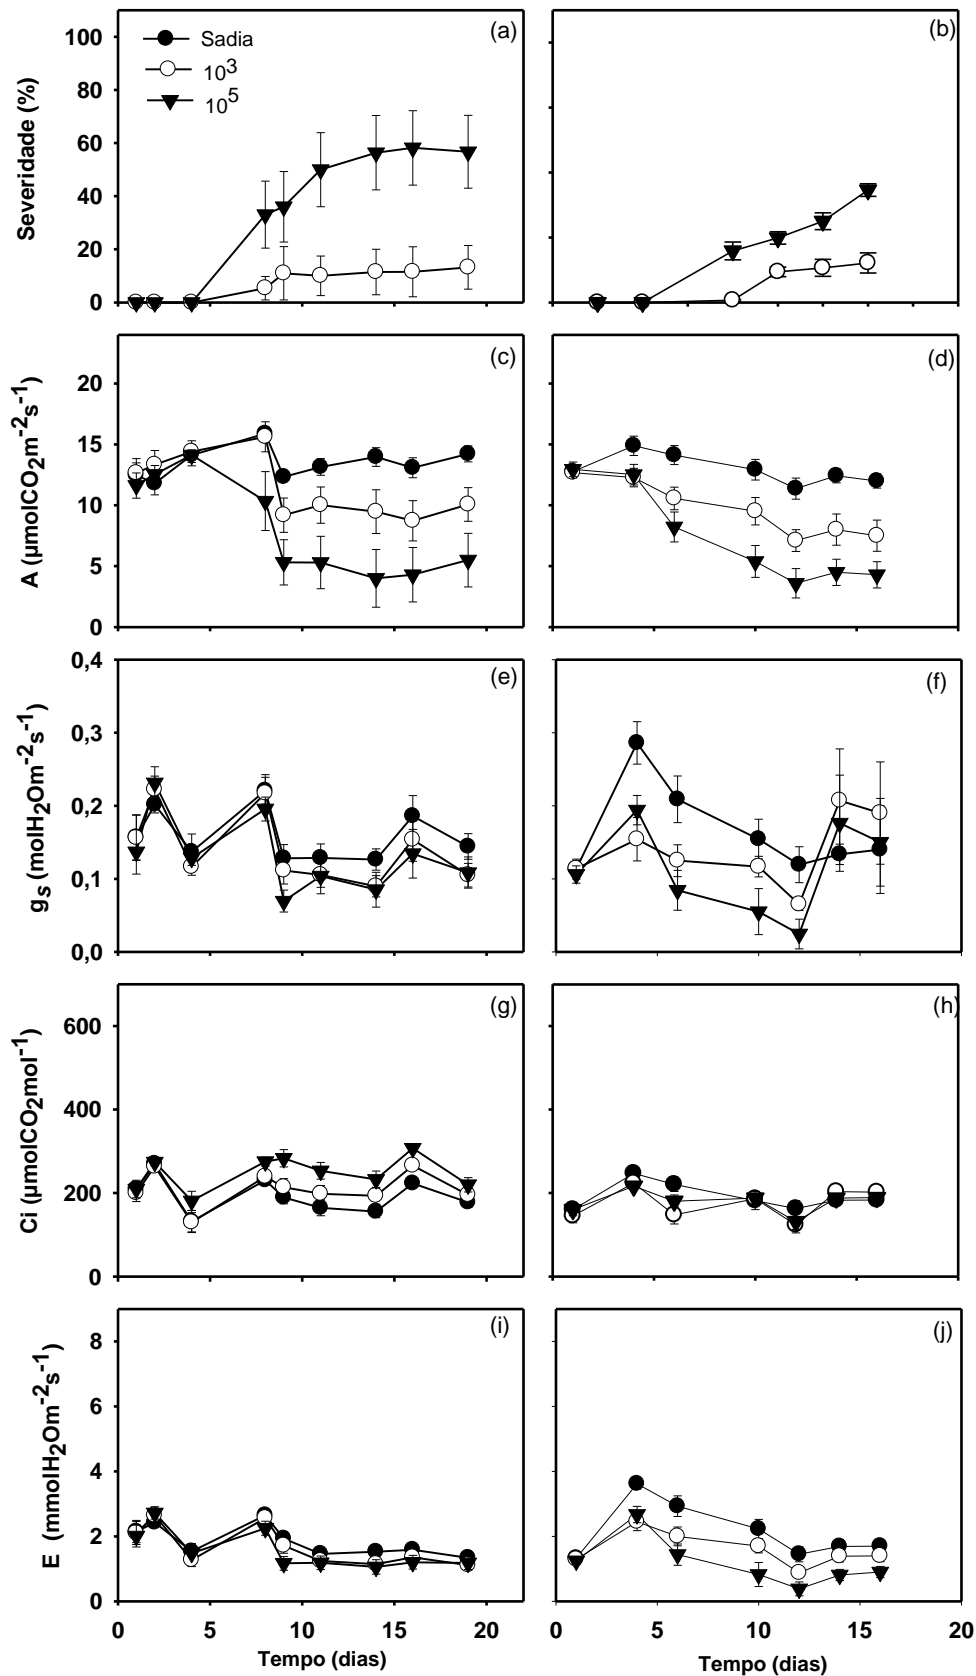 (a)
(b)
Sadia
10³
10⁵
Severidade (%)
100
80
60
40
20
0
(c)
(d)
A (µmolCO₂m⁻²s⁻¹)
20
15
10
5
0
(e)
(f)
gs (molH₂Om⁻²s⁻¹)
0,4
0,3
0,2
0,1
0,0
(g)
(h)
Ci (µmolCO₂mol⁻¹)
600
400
200
0
(i)
(j)
E (mmolH₂Om⁻²s⁻¹)
8
6
4
2
0
0 5 10 15 20
0 5 10 15 20
Tempo (dias)
Tempo (dias)